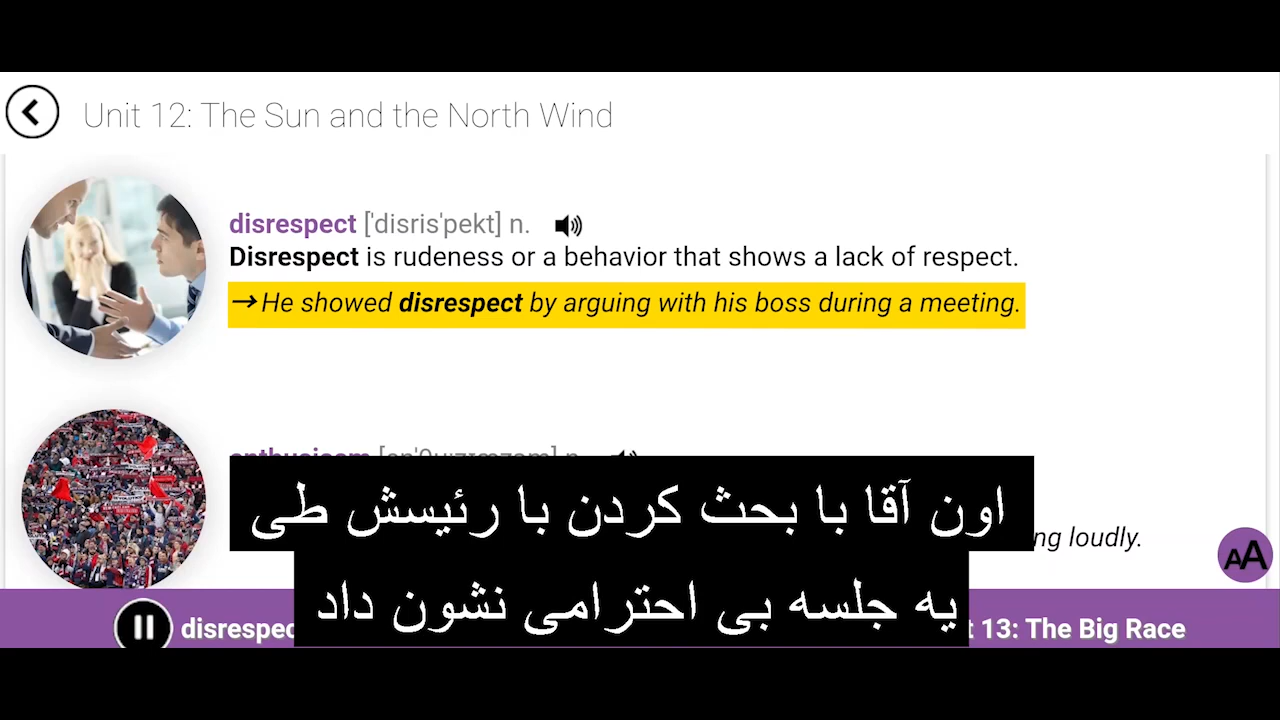 Unit 12: The Sun and the North Wind
disrespect ['disris'pekt] n.
Disrespect is rudeness or a behavior that shows a lack of respect.
→ He showed disrespect by arguing with his boss during a meeting.
اون آقا با بحث کردن با رئیسش طی
ng loudly.
AA
یه جلسه بی احترامی نشون داد
disrespec
13: The Big Race